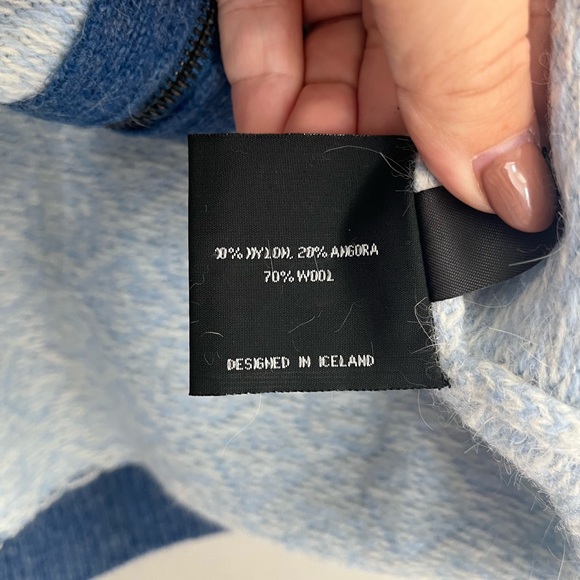 10% NYLON, 20% ANGORA
70% WOOL
DESIGNED IN ICELAND